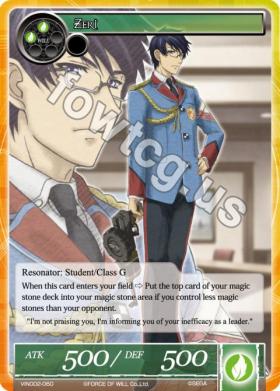 ZERI
WILL
fowtcg.us
Resonator: Student/Class G
When this card enters your field ⇨ Put the top card of your magic
stone deck into your magic stone area if you control less magic
stones than your opponent.
"I'm not praising you, I'm informing you of your inefficacy as a leader."
ATK 500 / DEF 500
VIN002-060 ©FORCE OF WILL Co.,Ltd. ©SEGA